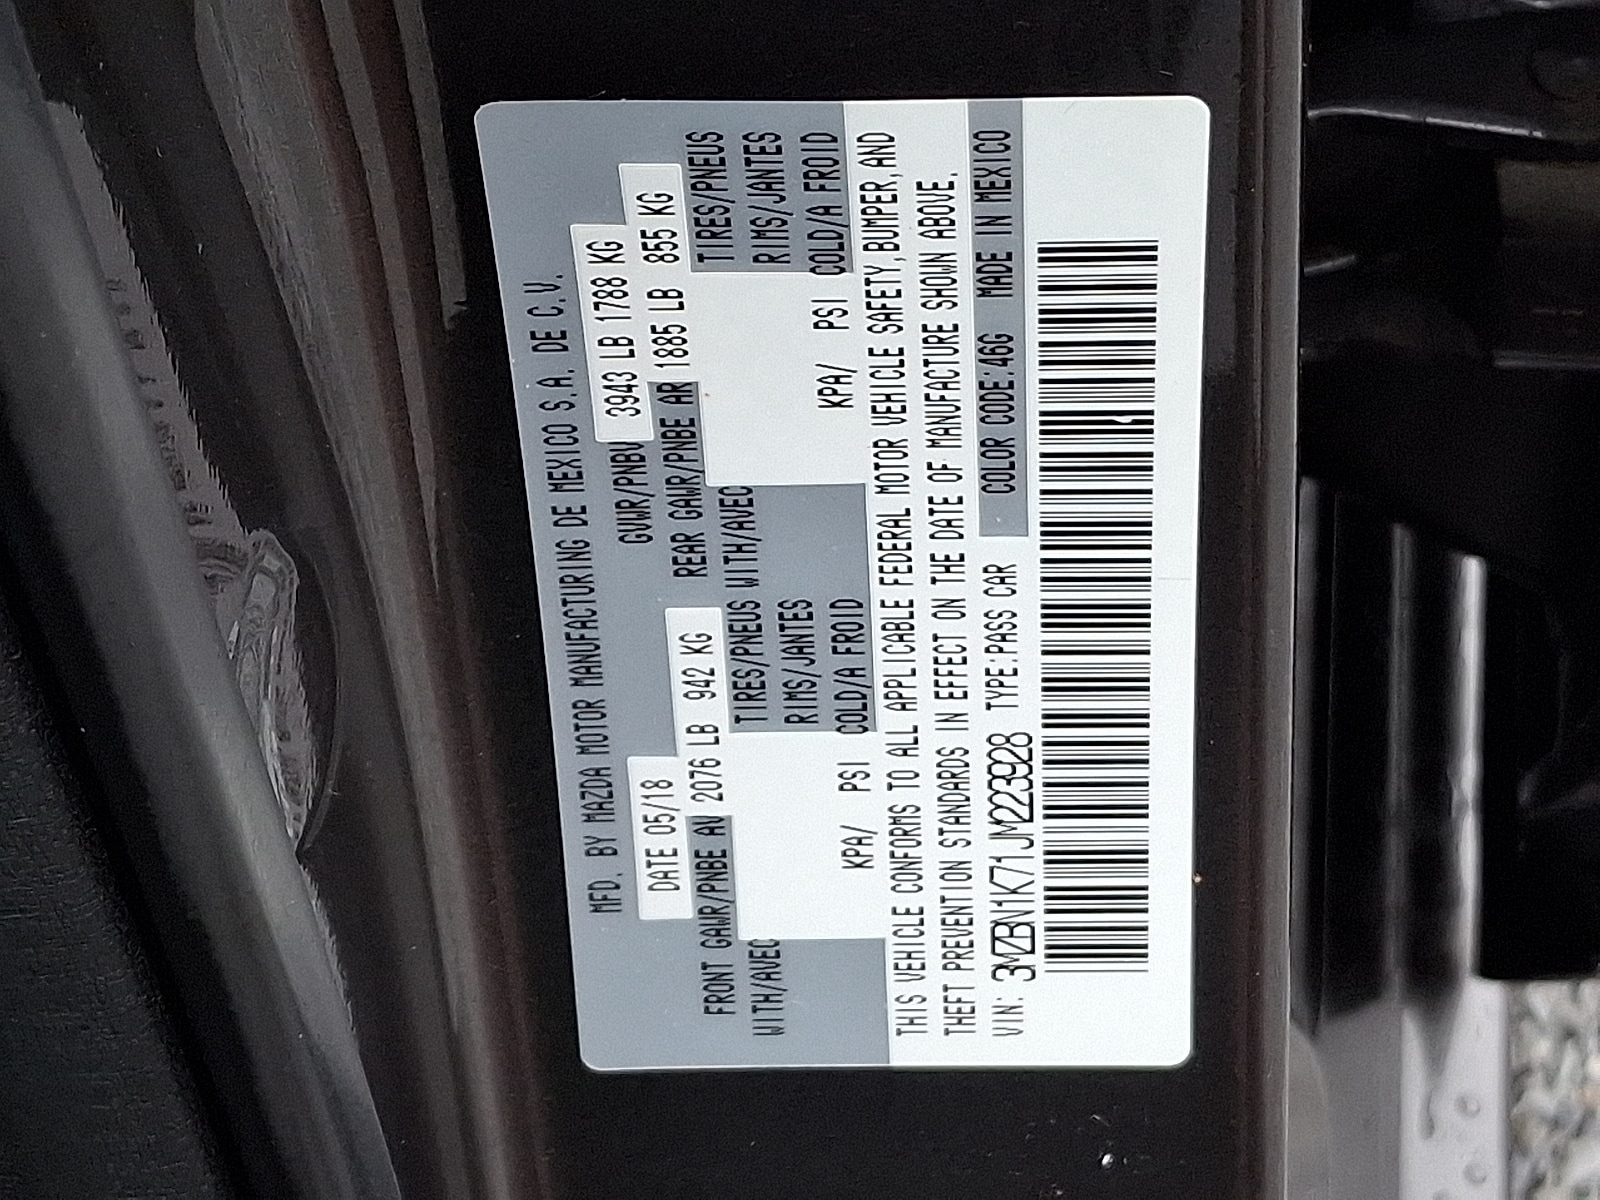 MFD. BY MAZDA MOTOR MANUFACTURING DE MEXICO S.A. DE C.V.
DATE 05/18 GVWR/PNBV 3943 LB 1788 KG
FRONT GAWR/PNBE AV 2076 LB 942 KG REAR GAWR/PNBE AR 1885 LB 855 KG
WITH/AVEC TIRES/PNEUS WITH/AVEC TIRES/PNEUS
RIMS/JANTES RIMS/JANTES
KPA/ PSI COLD/A FROID KPA/ PSI COLD/A FROID
THIS VEHICLE CONFORMS TO ALL APPLICABLE FEDERAL MOTOR VEHICLE SAFETY,BUMPER,AND
THEFT PREVENTION STANDARDS IN EFFECT ON THE DATE OF MANUFACTURE SHOWN ABOVE.
VIN: 3MZBN1K71JM223928 TYPE:PASS CAR COLOR CODE:46G MADE IN MEXICO